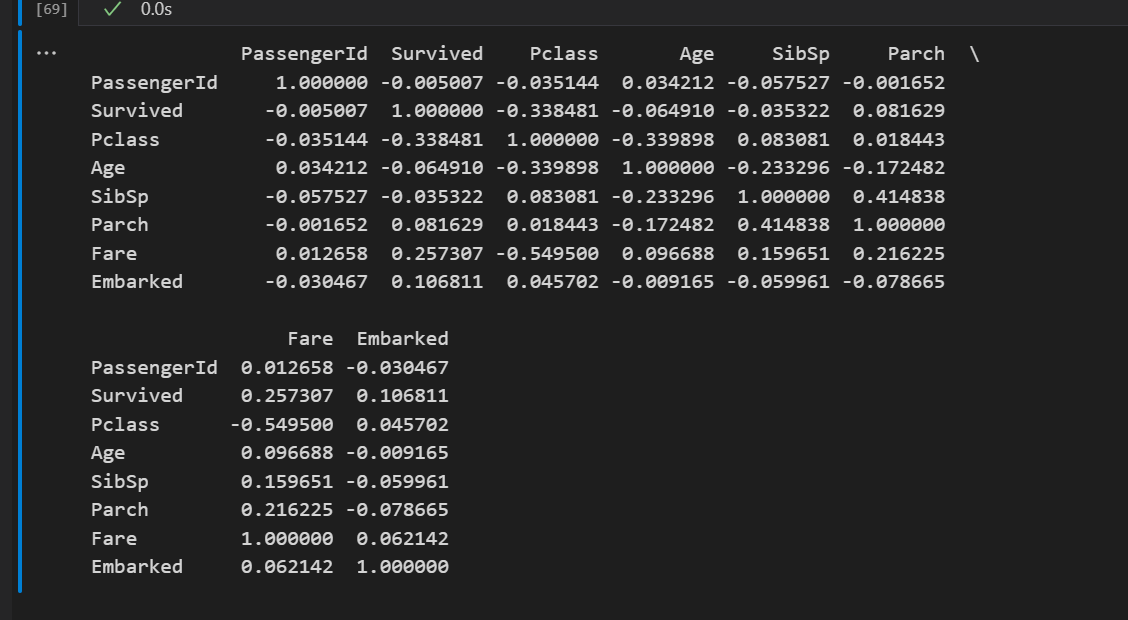 [69] ✓ 0.0s
...
PassengerId Survived Pclass Age SibSp Parch \
PassengerId 1.000000 -0.005007 -0.035144 0.034212 -0.057527 -0.001652
Survived -0.005007 1.000000 -0.338481 -0.064910 -0.035322 0.081629
Pclass -0.035144 -0.338481 1.000000 -0.339898 0.083081 0.018443
Age 0.034212 -0.064910 -0.339898 1.000000 -0.233296 -0.172482
SibSp -0.057527 -0.035322 0.083081 -0.233296 1.000000 0.414838
Parch -0.001652 0.081629 0.018443 -0.172482 0.414838 1.000000
Fare 0.012658 0.257307 -0.549500 0.096688 0.159651 0.216225
Embarked -0.030467 0.106811 0.045702 -0.009165 -0.059961 -0.078665
Fare Embarked
PassengerId 0.012658 -0.030467
Survived 0.257307 0.106811
Pclass -0.549500 0.045702
Age 0.096688 -0.009165
SibSp 0.159651 -0.059961
Parch 0.216225 -0.078665
Fare 1.000000 0.062142
Embarked 0.062142 1.000000